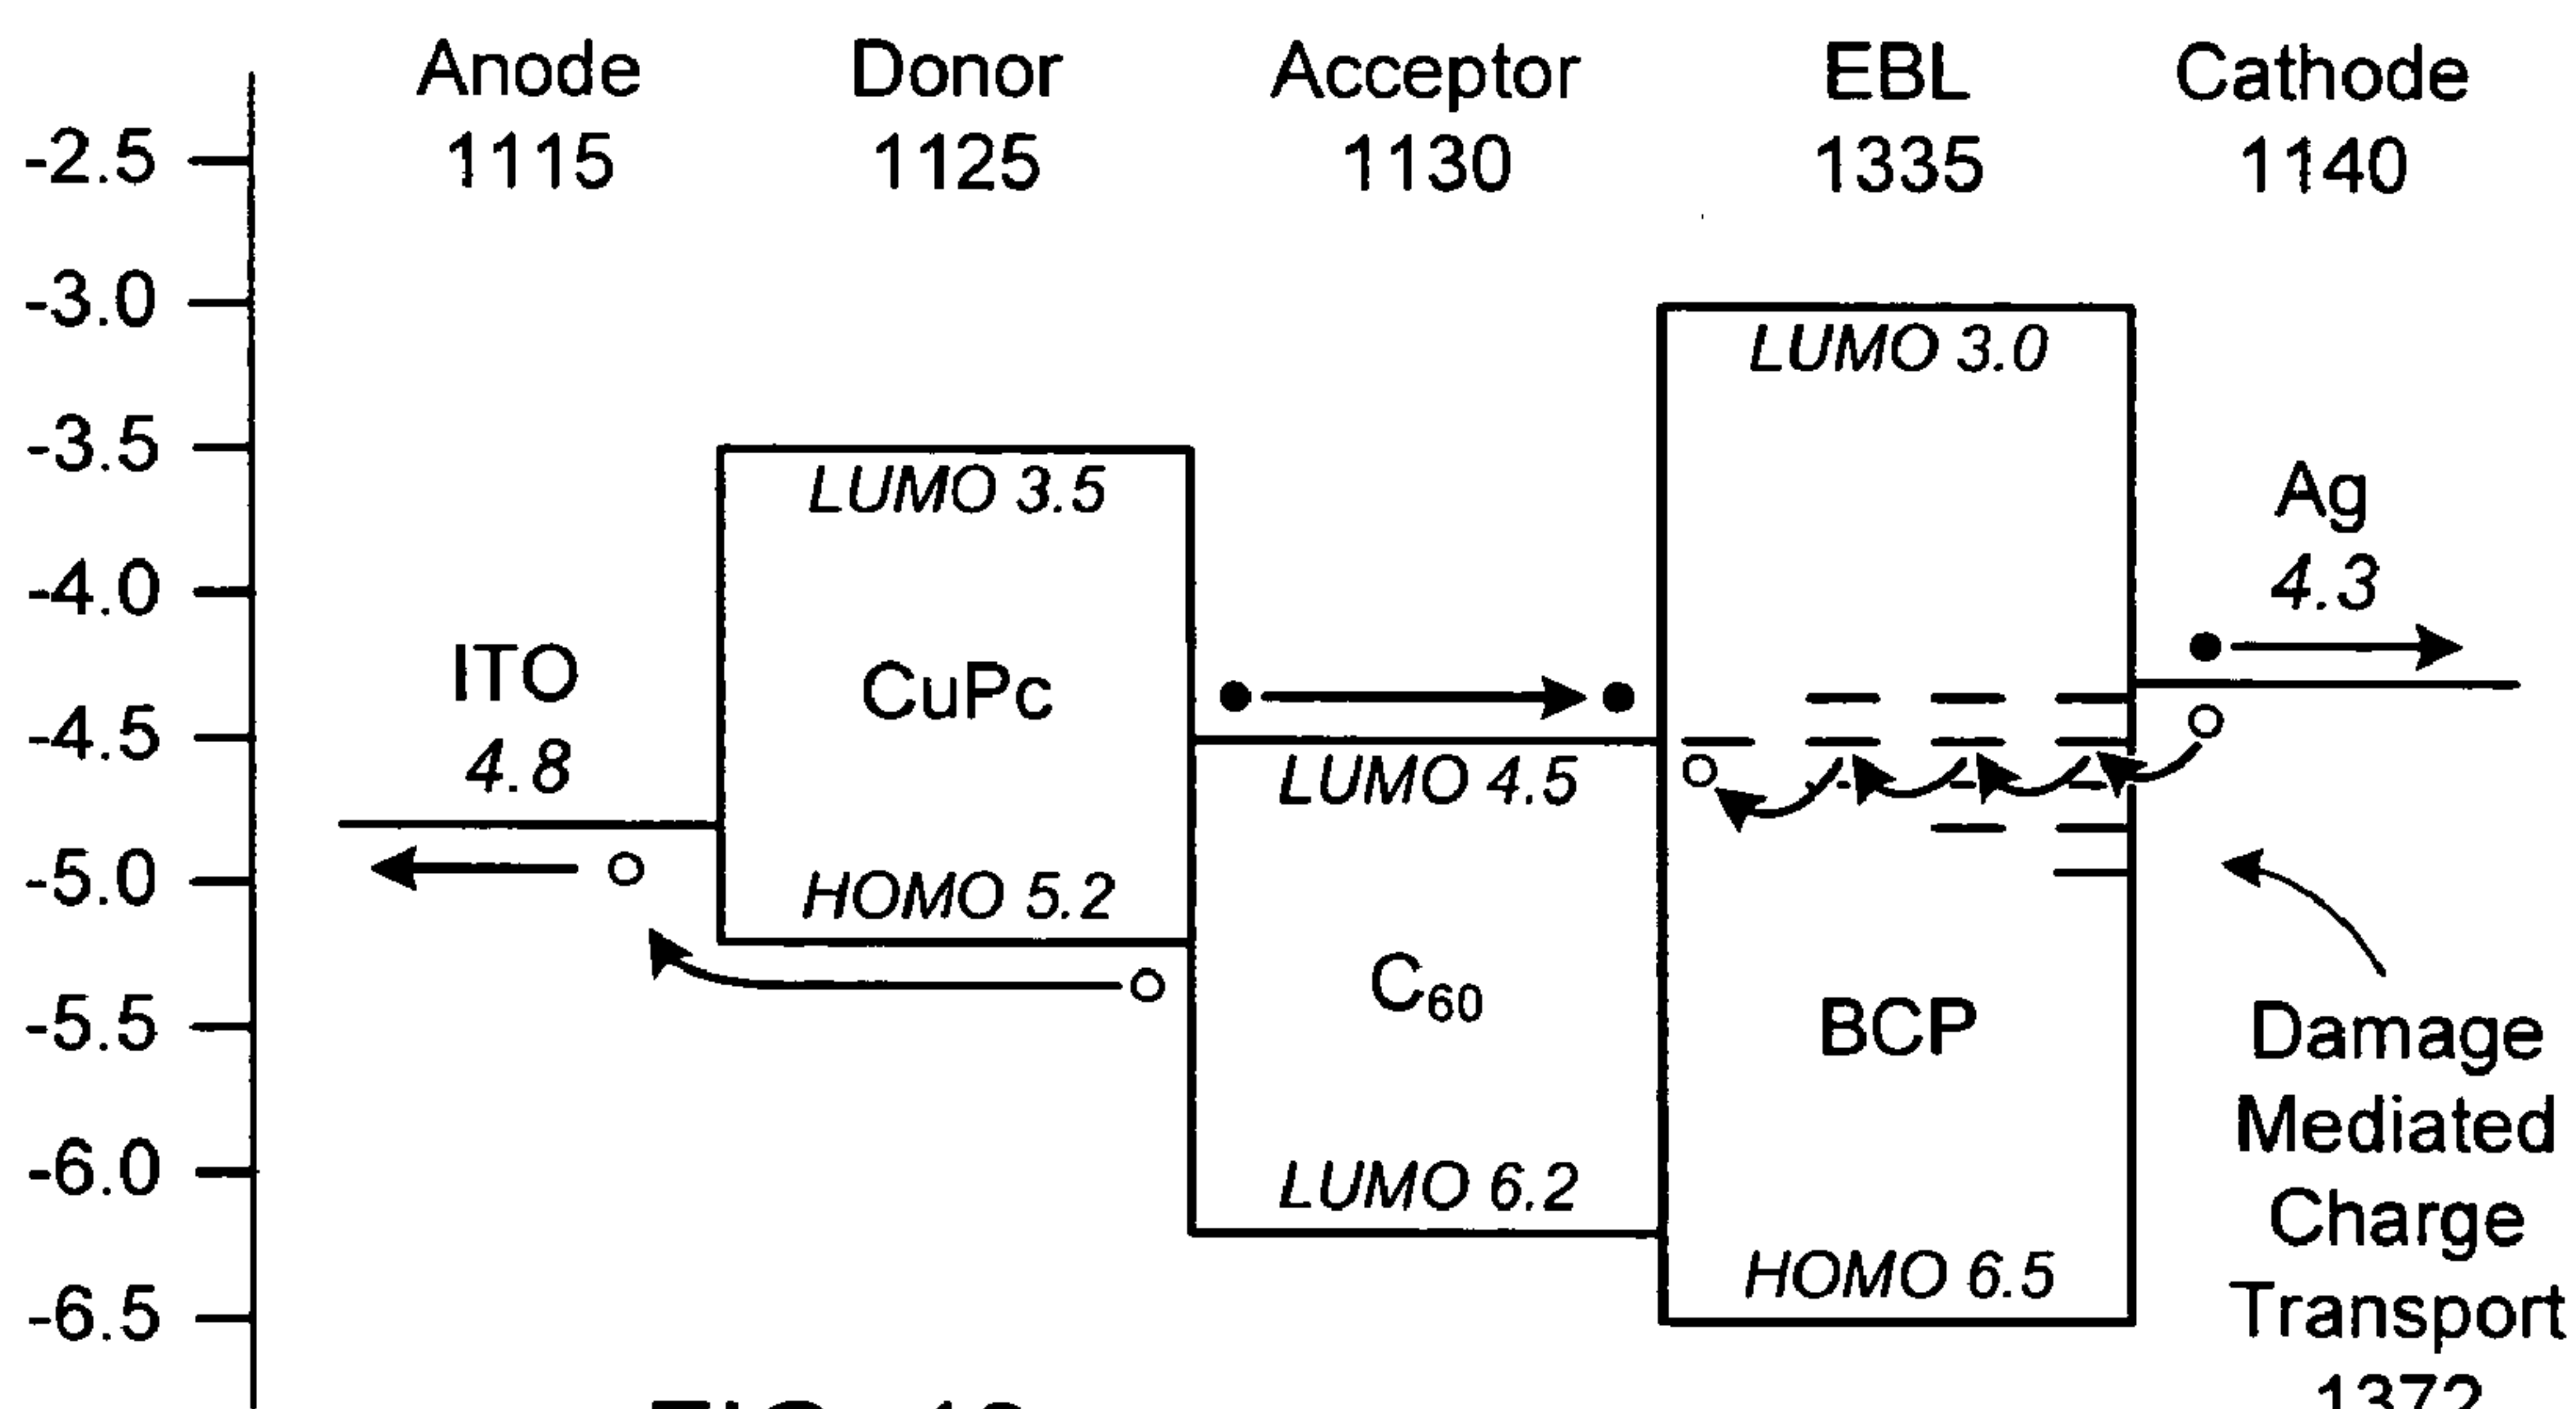 Anode
1115
Donor
1125
Acceptor
1130
EBL
1335
Cathode
1140
-2.5
-3.0
-3.5
-4.0
-4.5
-5.0
-5.5
-6.0
-6.5
ITO
4.8
LUMO 3.5
CuPc
HOMO 5.2
LUMO 4.5
C60
LUMO 6.2
LUMO 3.0
BCP
HOMO 6.5
Ag
4.3
Damage
Mediated
Charge
Transport
1372